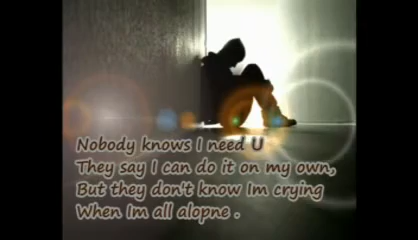 Nobody knows I need U
They say I can do it on my own,
But they don't know Im crying
When Im all alopne .